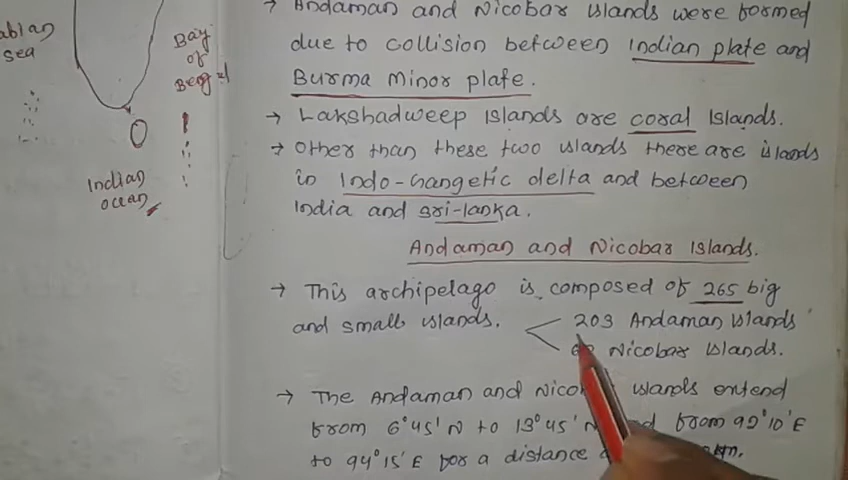 abian
sea
Bay
of
Beng
Indian
ocean
→ Andaman and Nicobar islands were formed
due to collision between Indian plate and
Burma Minor plate.
→ Lakshadweep Islands are coral Islands.
→ Other than these two islands there are islands
in Indo-Gangetic delta and between
India and Sri-lanka.
Andaman and Nicobar Islands.
→ This archipelago is composed of 265 big
and small islands.
203 Andaman islands
Nicobar Islands.
→ The Andaman and Nico islands extend
from 6°45'N to 13°45'N from 92°10'E
to 94°15'E for a distance